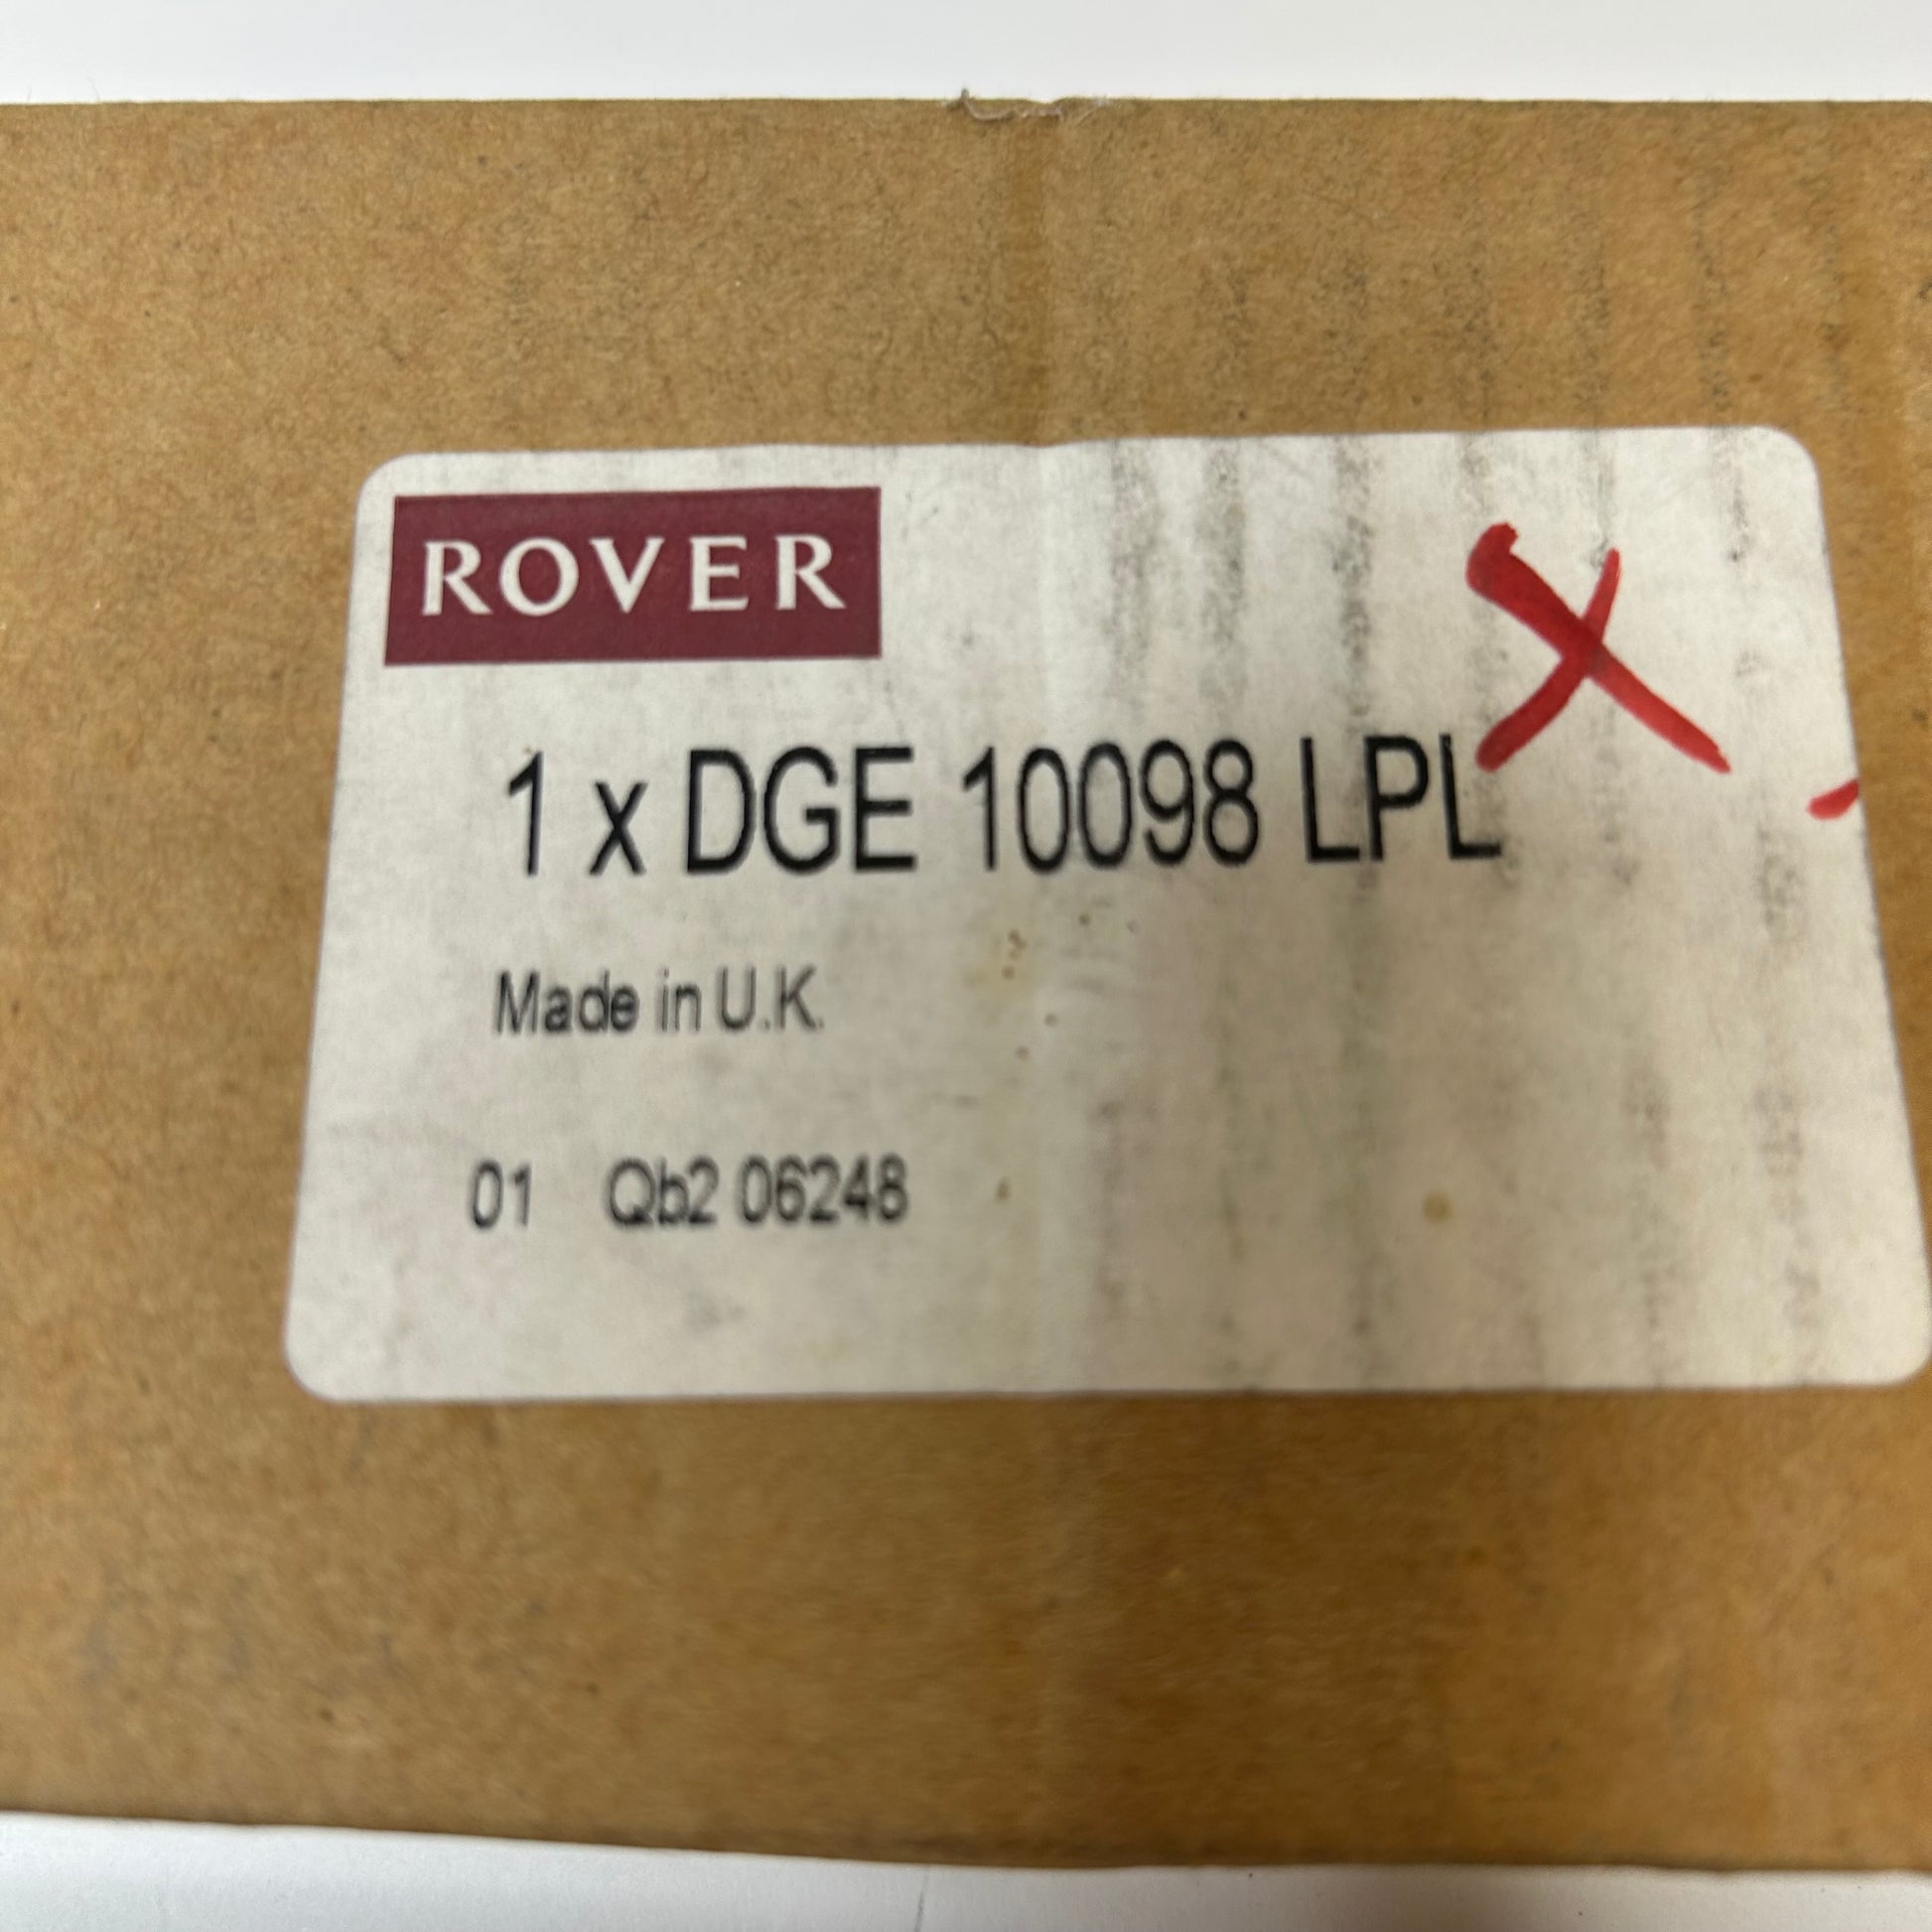 ROVER
1 x DGE 10098 LPL
Made in U.K.
01 Qb2 06248